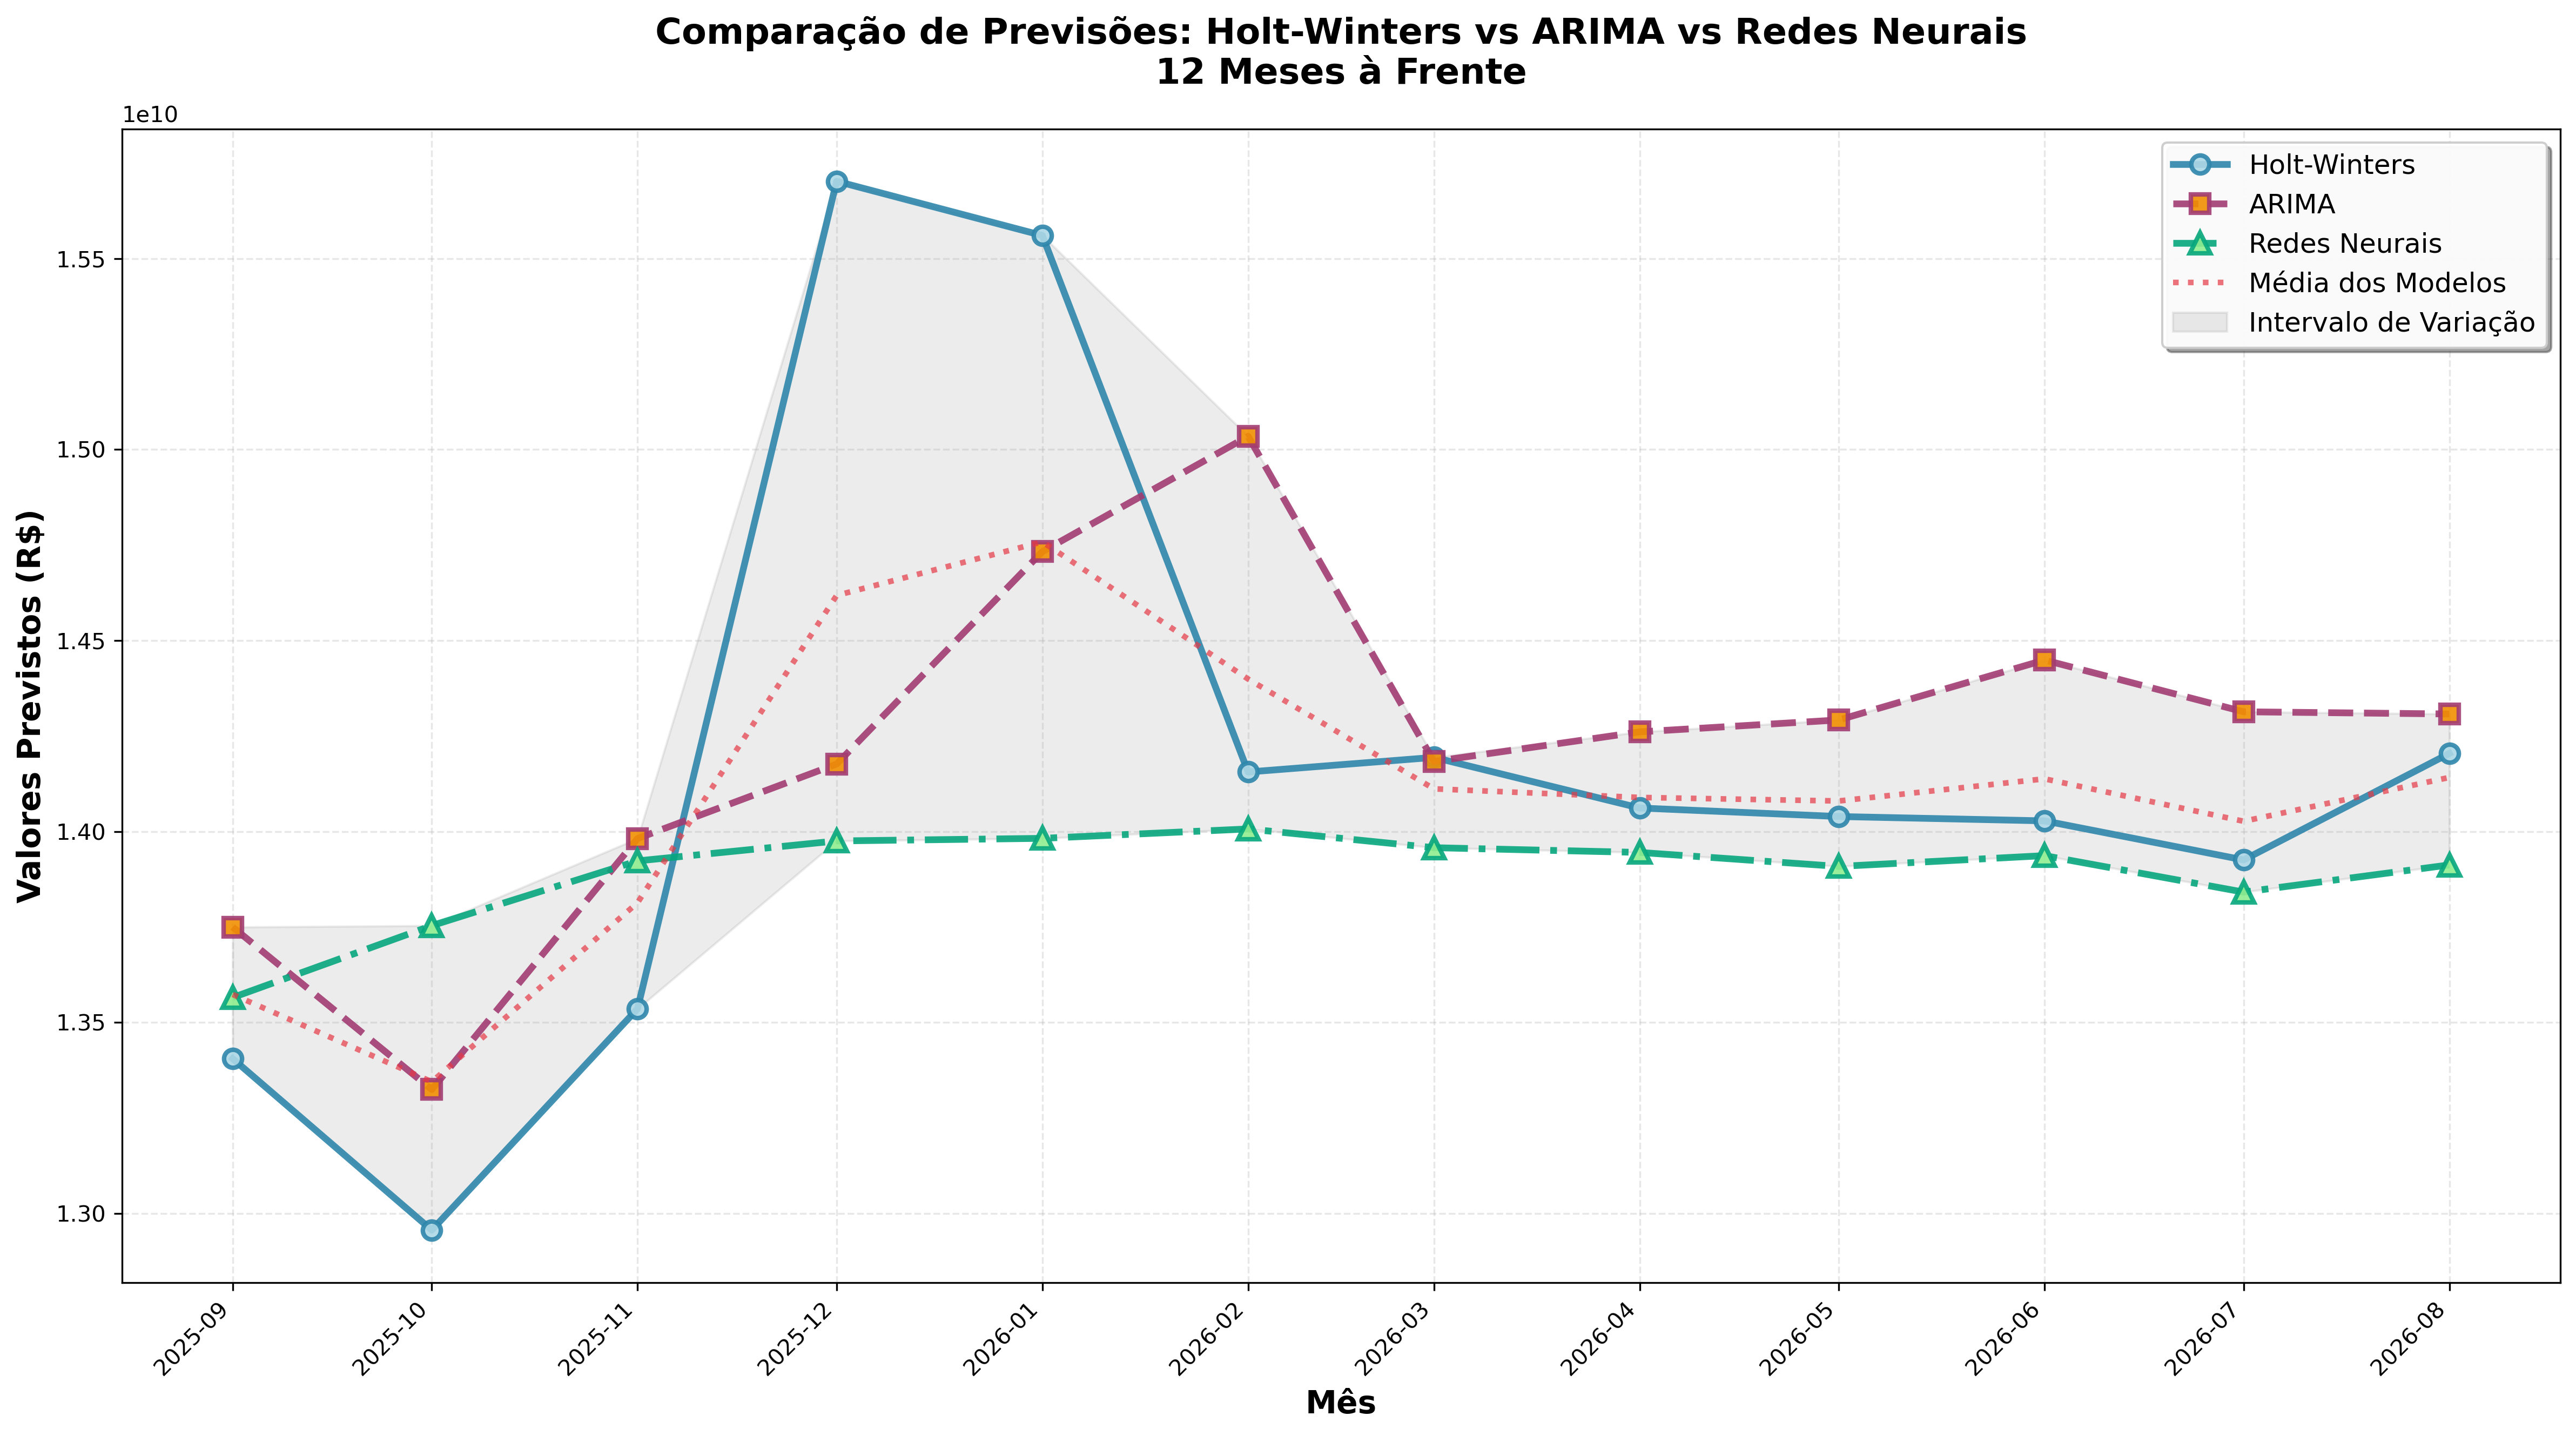 Comparação de Previsões: Holt-Winters vs ARIMA vs Redes Neurais
12 Meses à Frente
1e10
Holt-Winters
ARIMA
Redes Neurais
Média dos Modelos
Intervalo de Variação
Valores Previstos (R$)
1.55
1.50
1.45
1.40
1.35
1.30
2025-09
2025-10
2025-11
2025-12
2026-01
2026-02
2026-03
2026-04
2026-05
2026-06
2026-07
2026-08
Mês